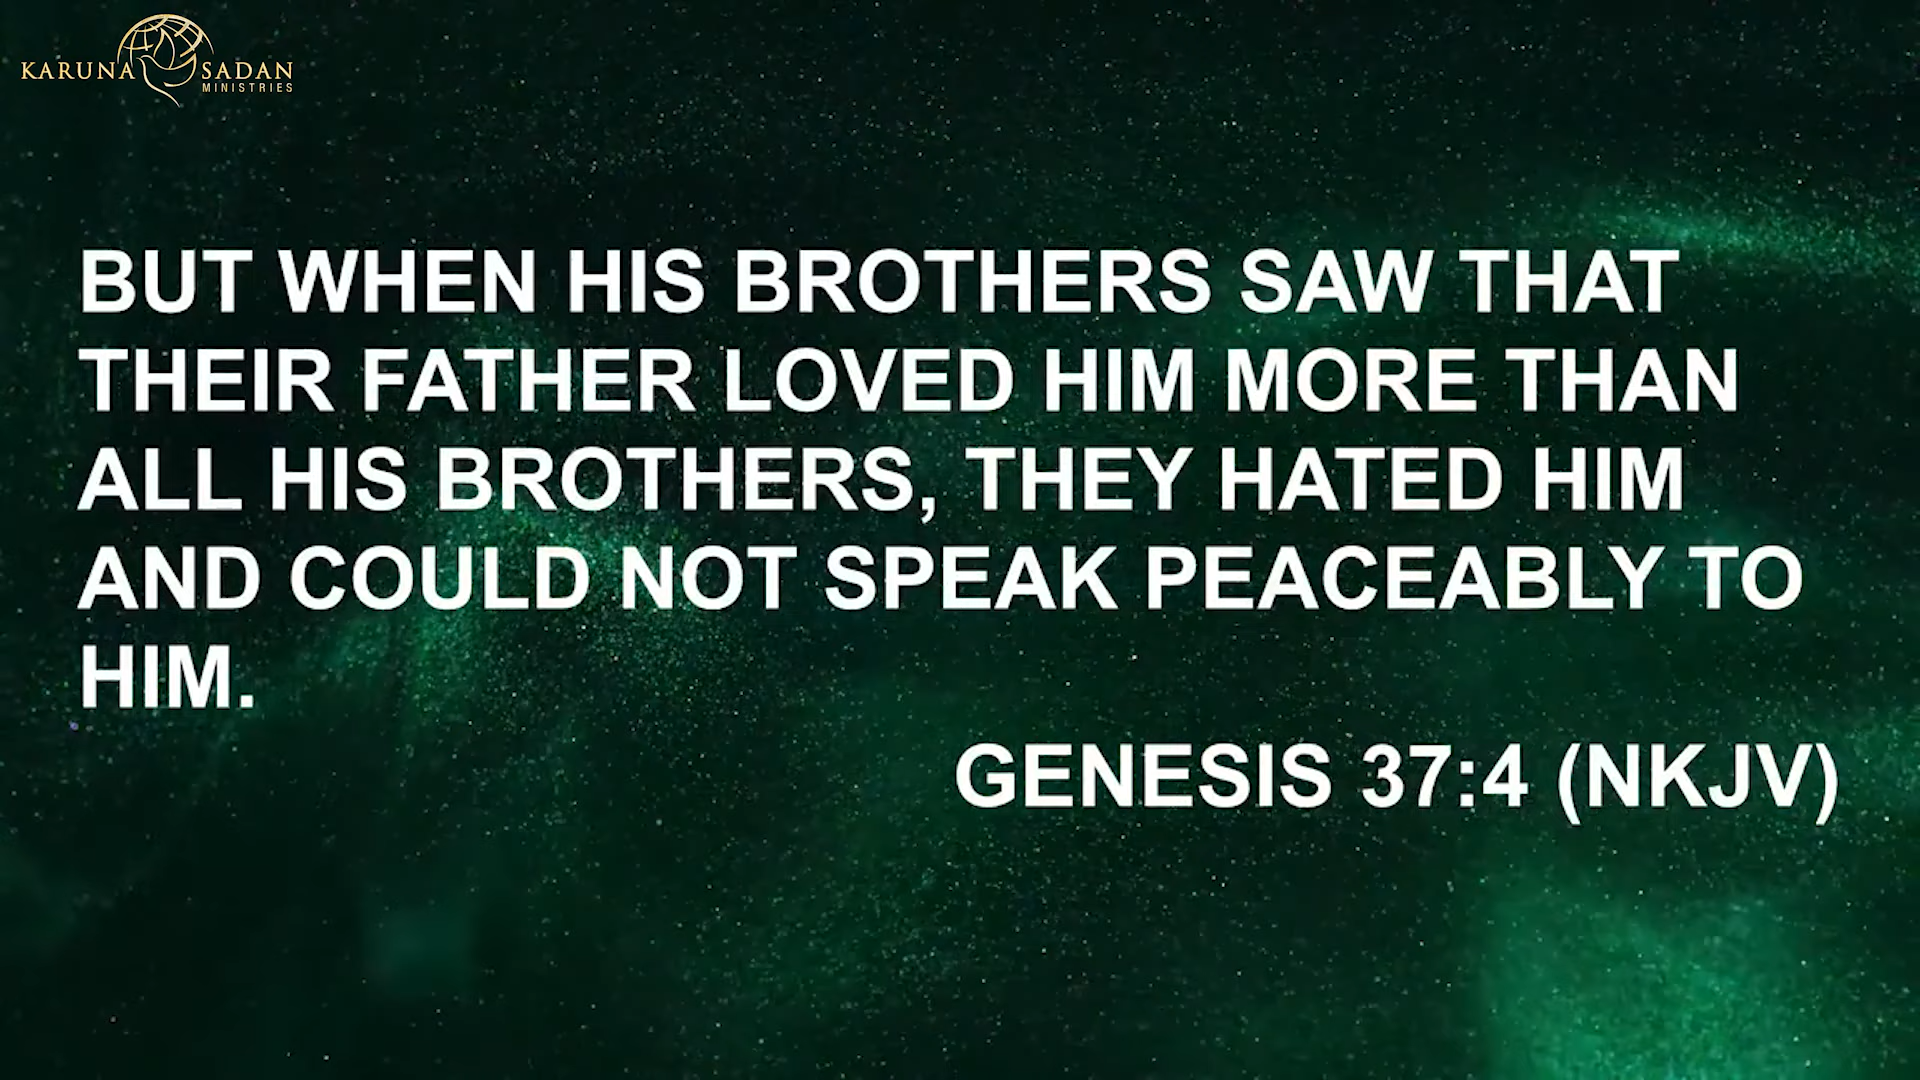 KARUNA SADAN
MINISTRIES
BUT WHEN HIS BROTHERS SAW THAT
THEIR FATHER LOVED HIM MORE THAN
ALL HIS BROTHERS, THEY HATED HIM
AND COULD NOT SPEAK PEACEABLY TO
HIM.
GENESIS 37:4 (NKJV)